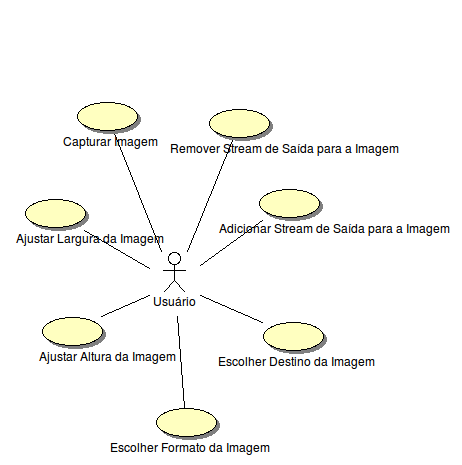 Capturar Imagem
Remover Stream de Saída para a Imagem
Ajustar Largura da Imagem
Adicionar Stream de Saída para a Imagem
Usuário
Ajustar Altura da Imagem
Escolher Destino da Imagem
Escolher Formato da Imagem